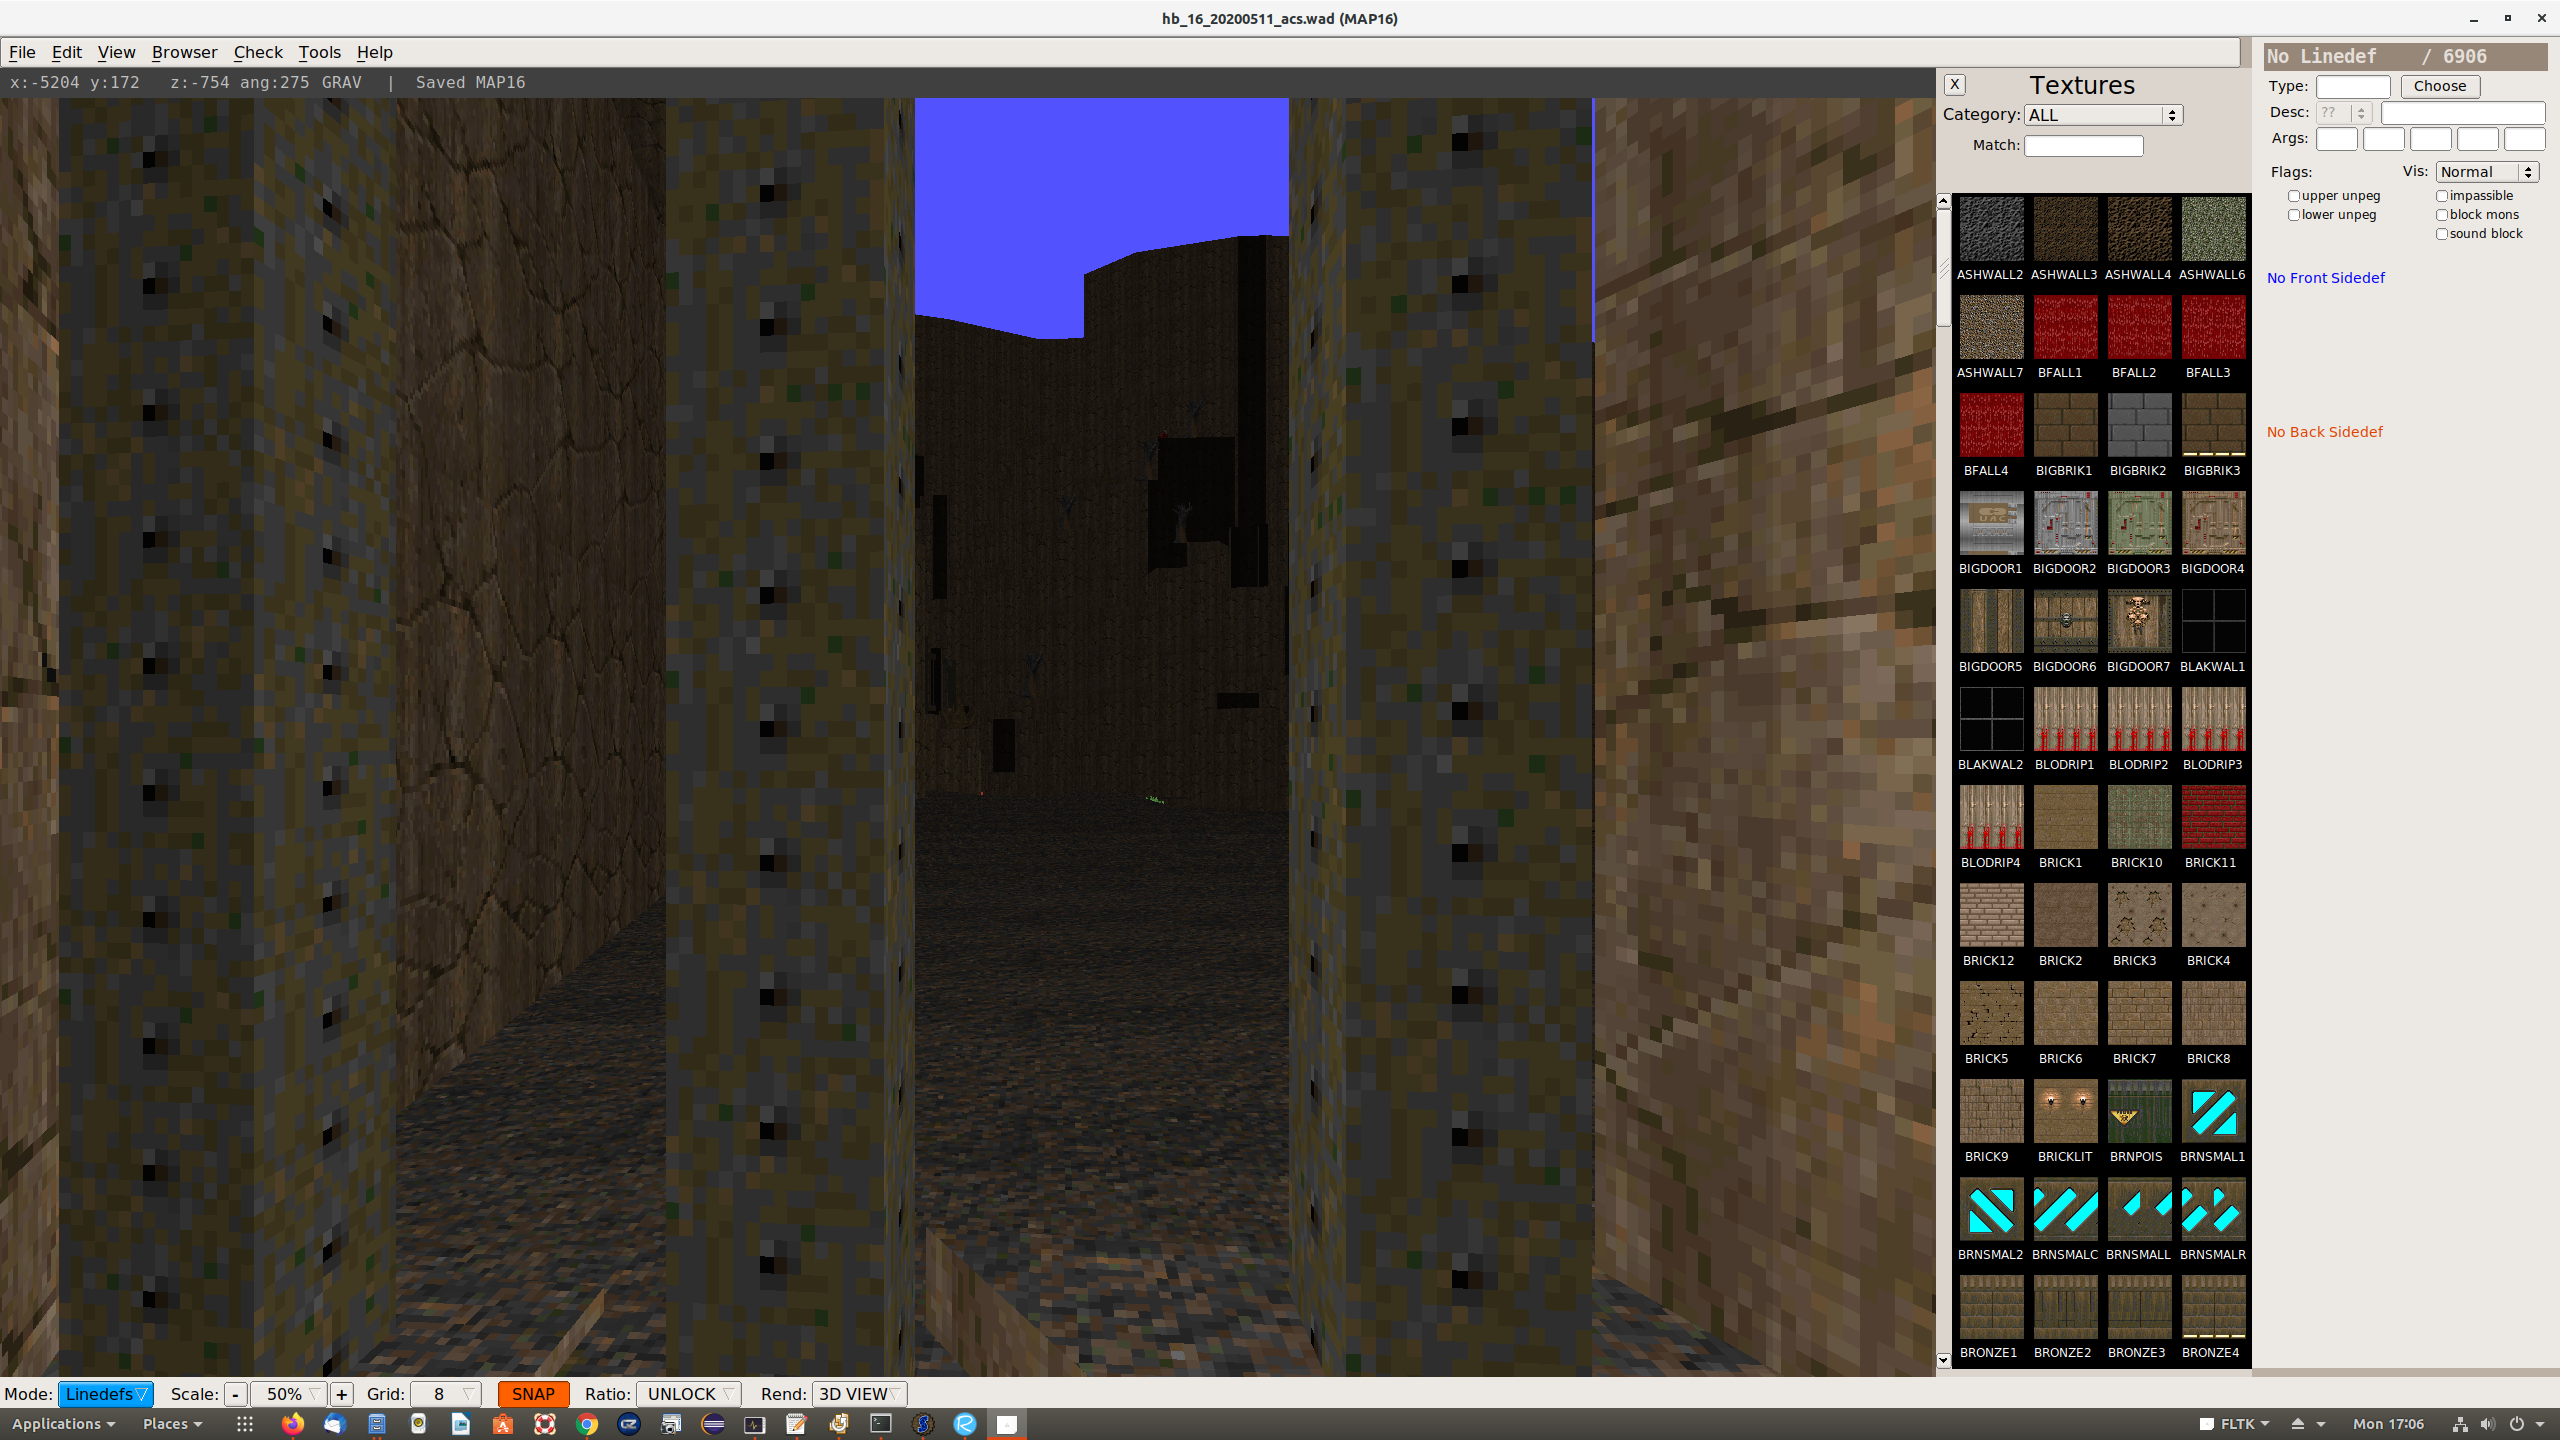 hb_16_20200511_acs.wad (MAP16)
File Edit View Browser Check Tools Help
x:-5204 y:172 z:-754 ang:275 GRAV | Saved MAP16
X Textures
Category: ALL
Match:
ASHWALL2 ASHWALL3 ASHWALL4 ASHWALL6
ASHWALL7 BFALL1 BFALL2 BFALL3
BFALL4 BIGBRIK1 BIGBRIK2 BIGBRIK3
BIGDOOR1 BIGDOOR2 BIGDOOR3 BIGDOOR4
BIGDOOR5 BIGDOOR6 BIGDOOR7 BLAKWAL1
BLAKWAL2 BLODRIP1 BLODRIP2 BLODRIP3
BLODRIP4 BRICK1 BRICK10 BRICK11
BRICK12 BRICK2 BRICK3 BRICK4
BRICK5 BRICK6 BRICK7 BRICK8
BRICK9 BRICKLIT BRNPOIS BRNSMAL1
BRNSMAL2 BRNSMALC BRNSMALL BRNSMALR
BRONZE1 BRONZE2 BRONZE3 BRONZE4
No Linedef / 6906
Type: Choose
Desc: ??
Args:
Flags: Vis: Normal
upper unpeg impassible
lower unpeg block mons
sound block
No Front Sidedef
No Back Sidedef
Mode: Linedefs Scale: - 50% + Grid: 8 SNAP Ratio: UNLOCK Rend: 3D VIEW
Applications Places FLTK Mon 17:06